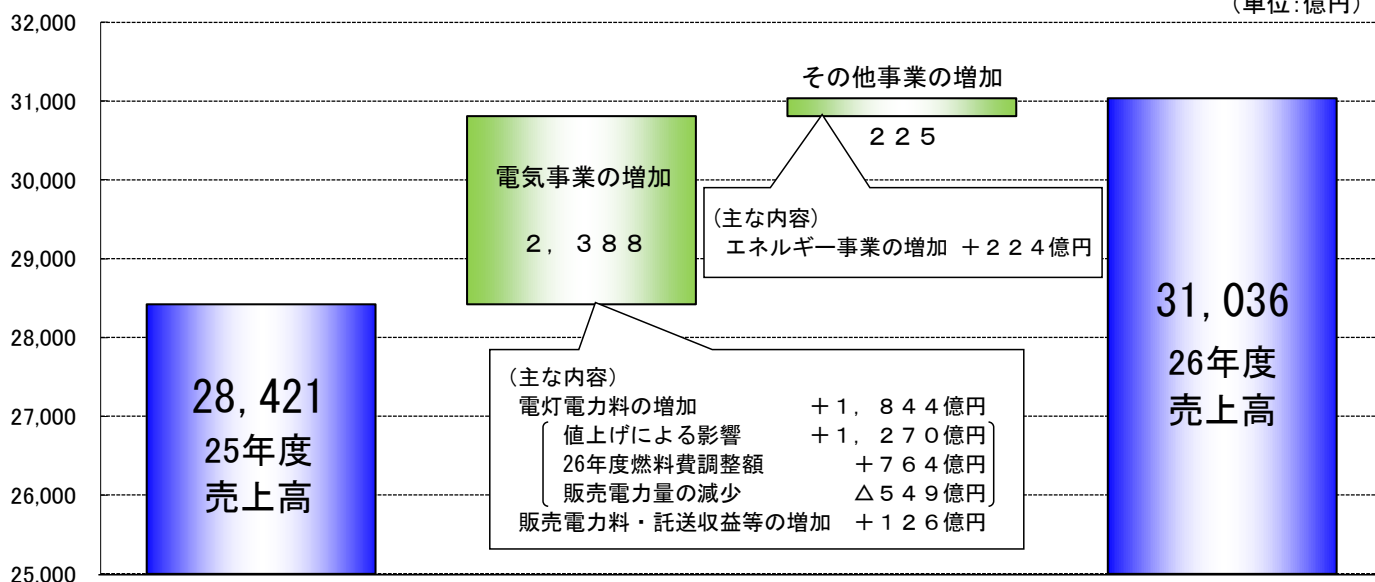 （単位：億円）
32,000
31,000
30,000
29,000
28,000
27,000
26,000
25,000
28,421
25年度
売上高
電気事業の増加
２，３８８
（主な内容）
電灯電力料の増加 ＋１，８４４億円
値上げによる影響 ＋１，２７０億円
26年度燃料費調整額 ＋７６４億円
販売電力量の減少 △５４９億円
販売電力料・託送収益等の増加 ＋１２６億円
その他事業の増加
２２５
（主な内容）
エネルギー事業の増加 ＋２２４億円
31,036
26年度
売上高